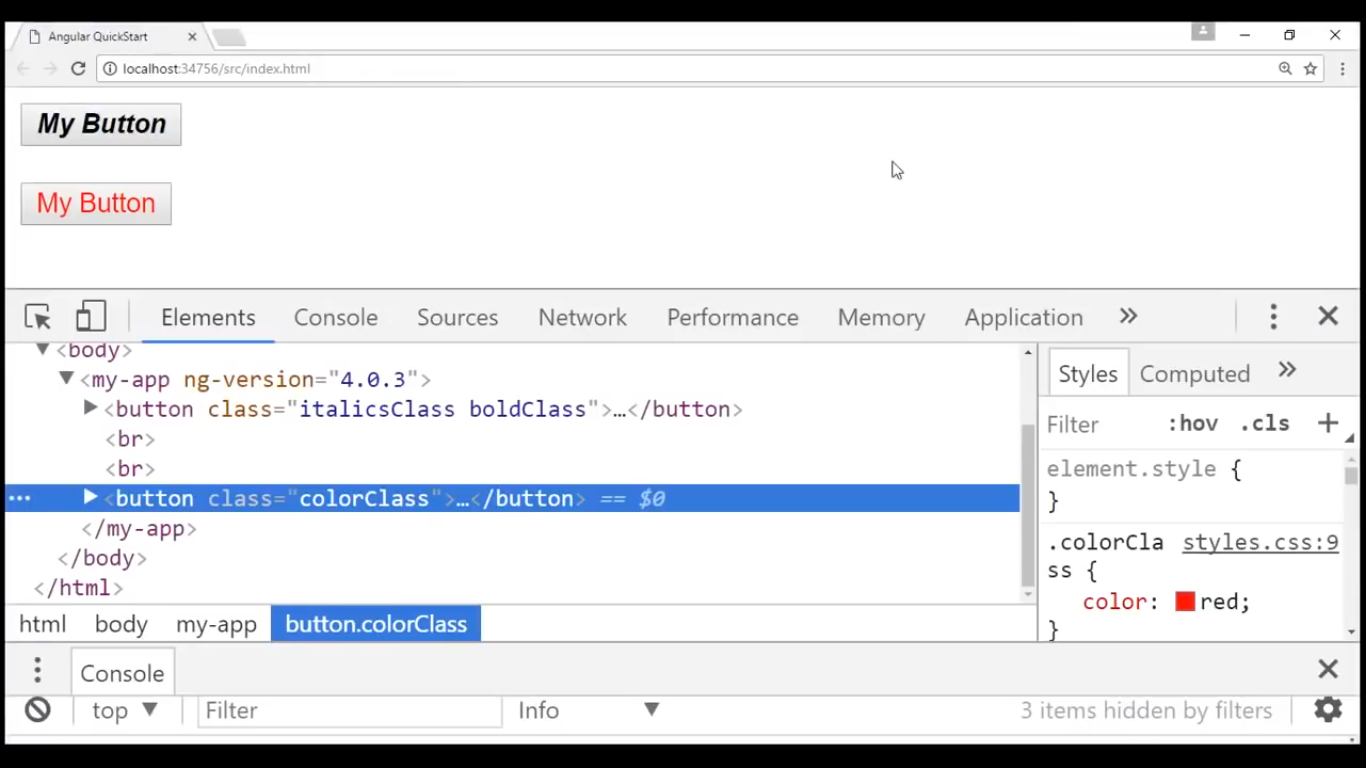 Angular QuickStart
localhost:34756/src/index.html
My Button
My Button
Elements Console Sources Network Performance Memory Application »
<body>
<my-app ng-version="4.0.3">
<button class="italicsClass boldClass">…</button>
<br>
<br>
<button class="colorClass">…</button> == $0
</my-app>
</body>
</html>
html body my-app button.colorClass
Styles Computed »
Filter :hov .cls +
element.style {
}
.colorCla styles.css:9
ss {
color: red;
}
Console
top Filter Info 3 items hidden by filters